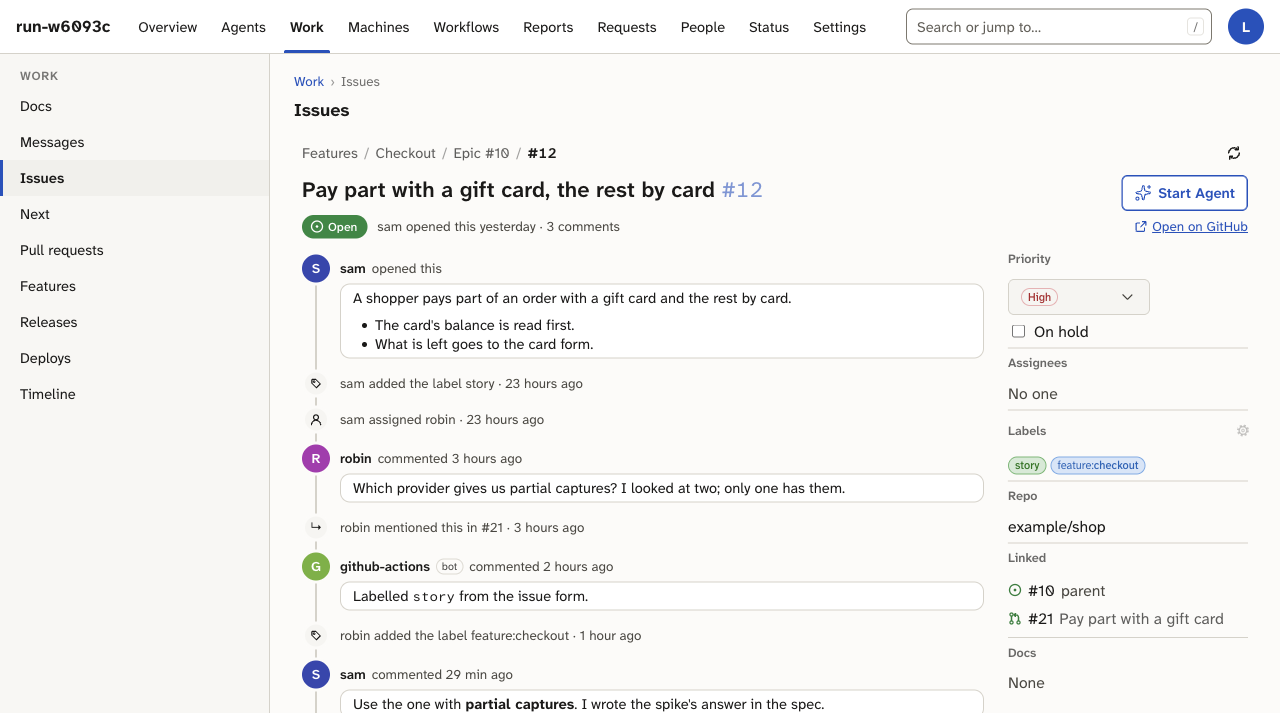 run-w6093c Overview Agents Work Machines Workflows Reports Requests People Status Settings Search or jump to... / L
WORK
Docs
Messages
Issues
Next
Pull requests
Features
Releases
Deploys
Timeline
Work › Issues
Issues
Features / Checkout / Epic #10 / #12
Pay part with a gift card, the rest by card #12
Start Agent
Open sam opened this yesterday · 3 comments
Open on GitHub
S sam opened this
A shopper pays part of an order with a gift card and the rest by card.
• The card's balance is read first.
• What is left goes to the card form.
sam added the label story · 23 hours ago
sam assigned robin · 23 hours ago
R robin commented 3 hours ago
Which provider gives us partial captures? I looked at two; only one has them.
robin mentioned this in #21 · 3 hours ago
G github-actions bot commented 2 hours ago
Labelled story from the issue form.
robin added the label feature:checkout · 1 hour ago
S sam commented 29 min ago
Use the one with partial captures. I wrote the spike's answer in the spec.
Priority
High
On hold
Assignees
No one
Labels
story feature:checkout
Repo
example/shop
Linked
#10 parent
#21 Pay part with a gift card
Docs
None